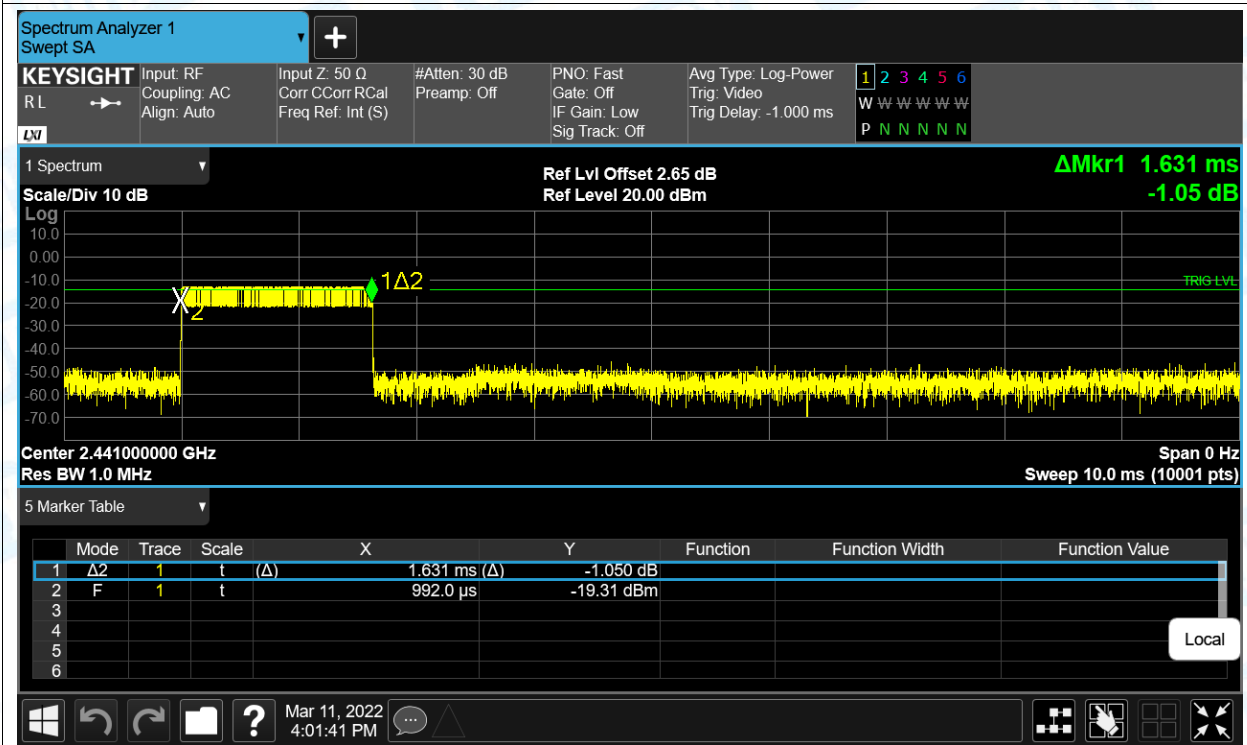 Spectrum Analyzer 1
Swept SA
KEYSIGHT
R L
LXI
Input: RF
Coupling: AC
Align: Auto
Input Z: 50 Ω
Corr CCorr RCal
Freq Ref: Int (S)
#Atten: 30 dB
Preamp: Off
PNO: Fast
Gate: Off
IF Gain: Low
Sig Track: Off
Avg Type: Log-Power
Trig: Video
Trig Delay: -1.000 ms
1 2 3 4 5 6
W W W W W W
P N N N N N
1 Spectrum
Scale/Div 10 dB
Ref Lvl Offset 2.65 dB
Ref Level 20.00 dBm
ΔMkr1 1.631 ms
-1.05 dB
Log
10.0
0.00
-10.0
-20.0
-30.0
-40.0
-50.0
-60.0
-70.0
1Δ2
2
TRIG LVL
Center 2.441000000 GHz
Span 0 Hz
Res BW 1.0 MHz
Sweep 10.0 ms (10001 pts)
5 Marker Table
Mode Trace Scale X Y Function Function Width Function Value
1 Δ2 1 t (Δ) 1.631 ms (Δ) -1.050 dB
2 F 1 t 992.0 µs -19.31 dBm
3
4
5
6
Local
?
Mar 11, 2022
4:01:41 PM